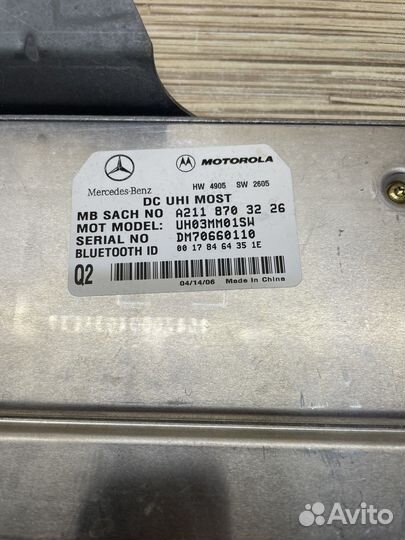 Mercedes-Benz
MOTOROLA
HW 4905 SW 2605
DC UHI MOST
MB SACH NO A211 870 32 26
MOT MODEL: UH03MM01SW
SERIAL NO DM70660110
BLUETOOTH ID 00 17 84 64 35 1E
Q2
04/14/06 Made in China
Avito